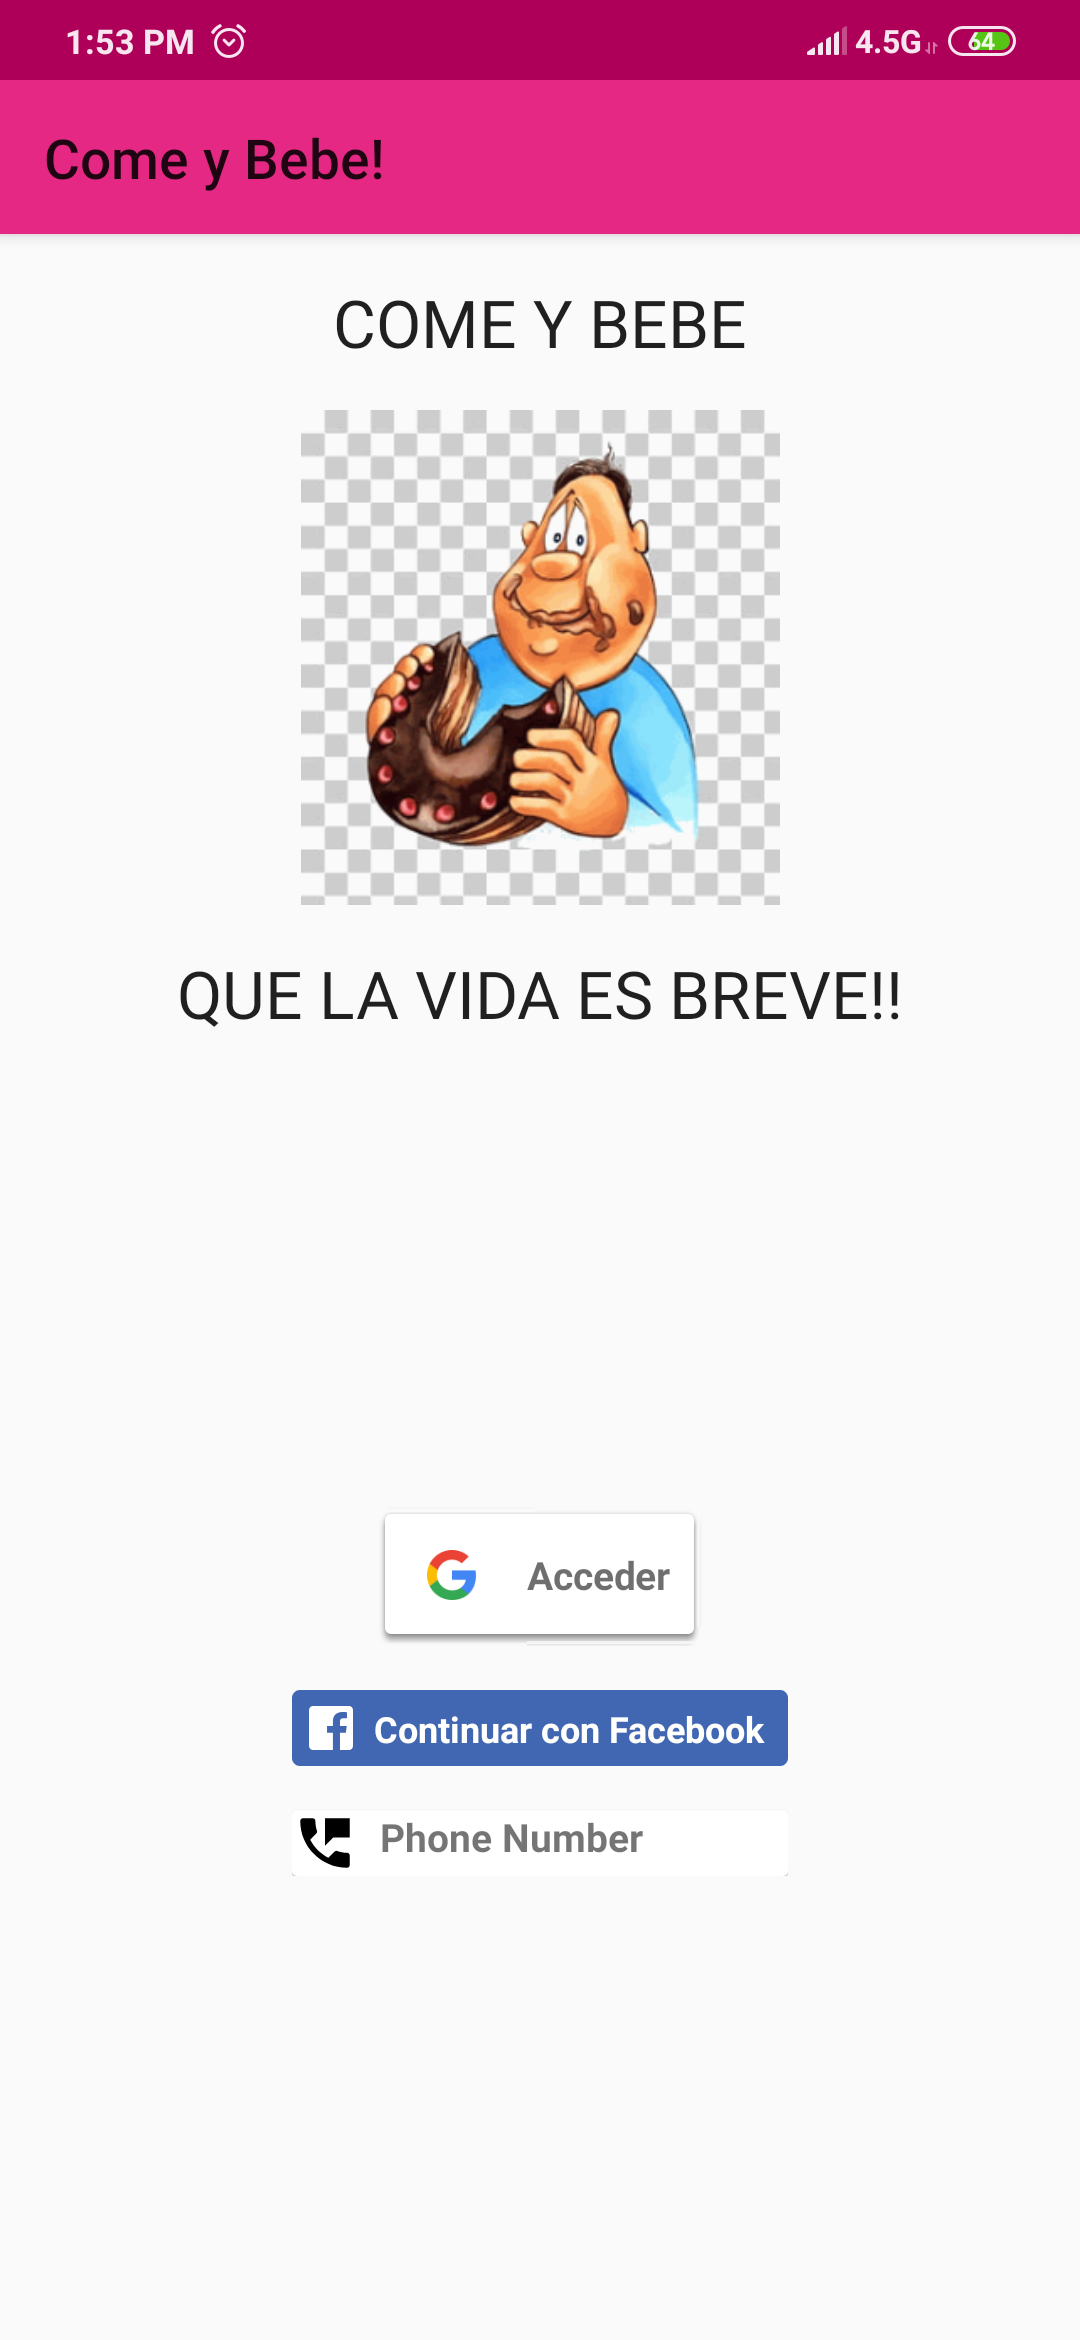 1:53 PM 4.5G 64
Come y Bebe!
COME Y BEBE
QUE LA VIDA ES BREVE!!
Acceder
Continuar con Facebook
Phone Number